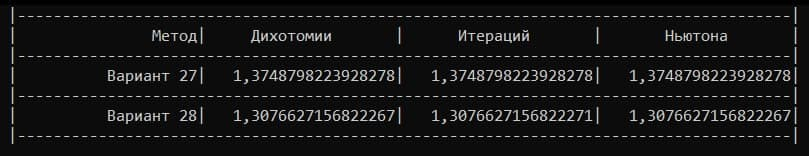 Метод| Дихотомии | Итераций | Ньютона |
Вариант 27| 1,3748798223928278| 1,3748798223928278| 1,3748798223928278|
Вариант 28| 1,3076627156822267| 1,3076627156822271| 1,3076627156822267|